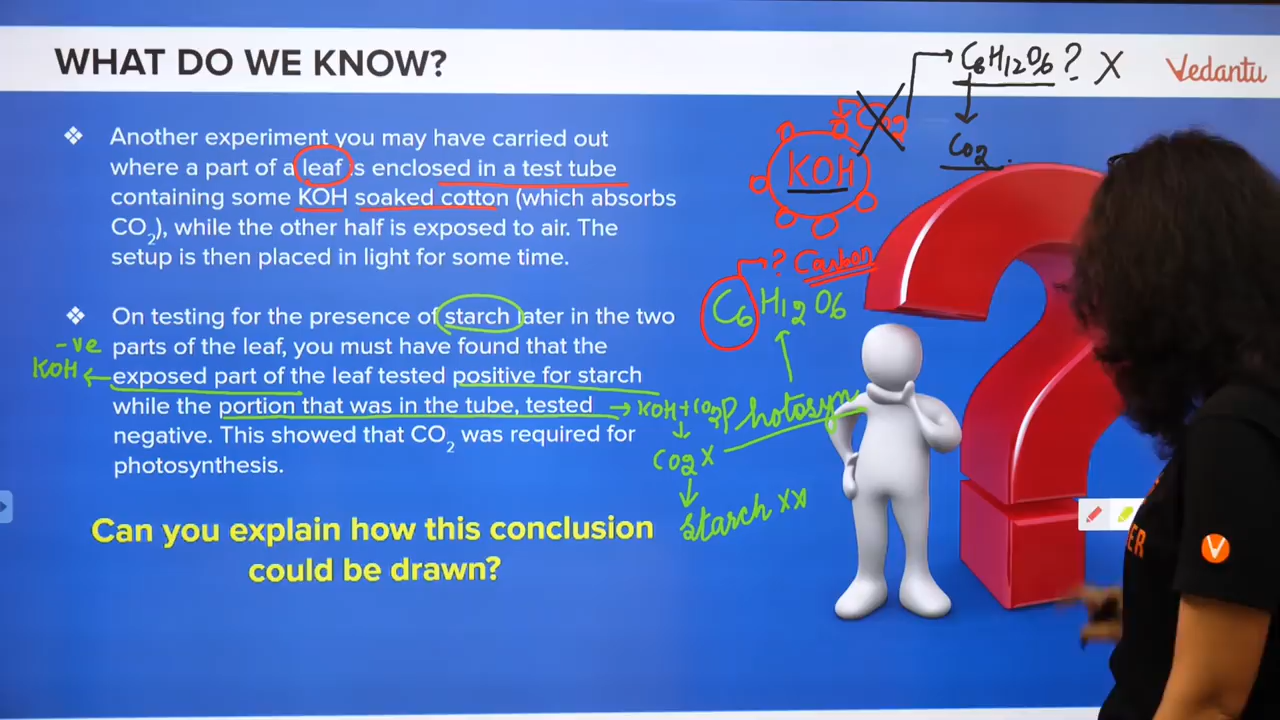 WHAT DO WE KNOW?
Vedantu
C6H12O6 ? X
CO2
CO2
KOH
❖ Another experiment you may have carried out
where a part of a leaf is enclosed in a test tube
containing some KOH soaked cotton (which absorbs
CO2), while the other half is exposed to air. The
setup is then placed in light for some time.
? Carbon
C6H12O6
❖ On testing for the presence of starch later in the two
parts of the leaf, you must have found that the
exposed part of the leaf tested positive for starch
while the portion that was in the tube, tested
negative. This showed that CO2 was required for
photosynthesis.
-ve
KOH
KOH + CO2
Photosyn
CO2 X
Starch XX
Can you explain how this conclusion
could be drawn?
ER
V